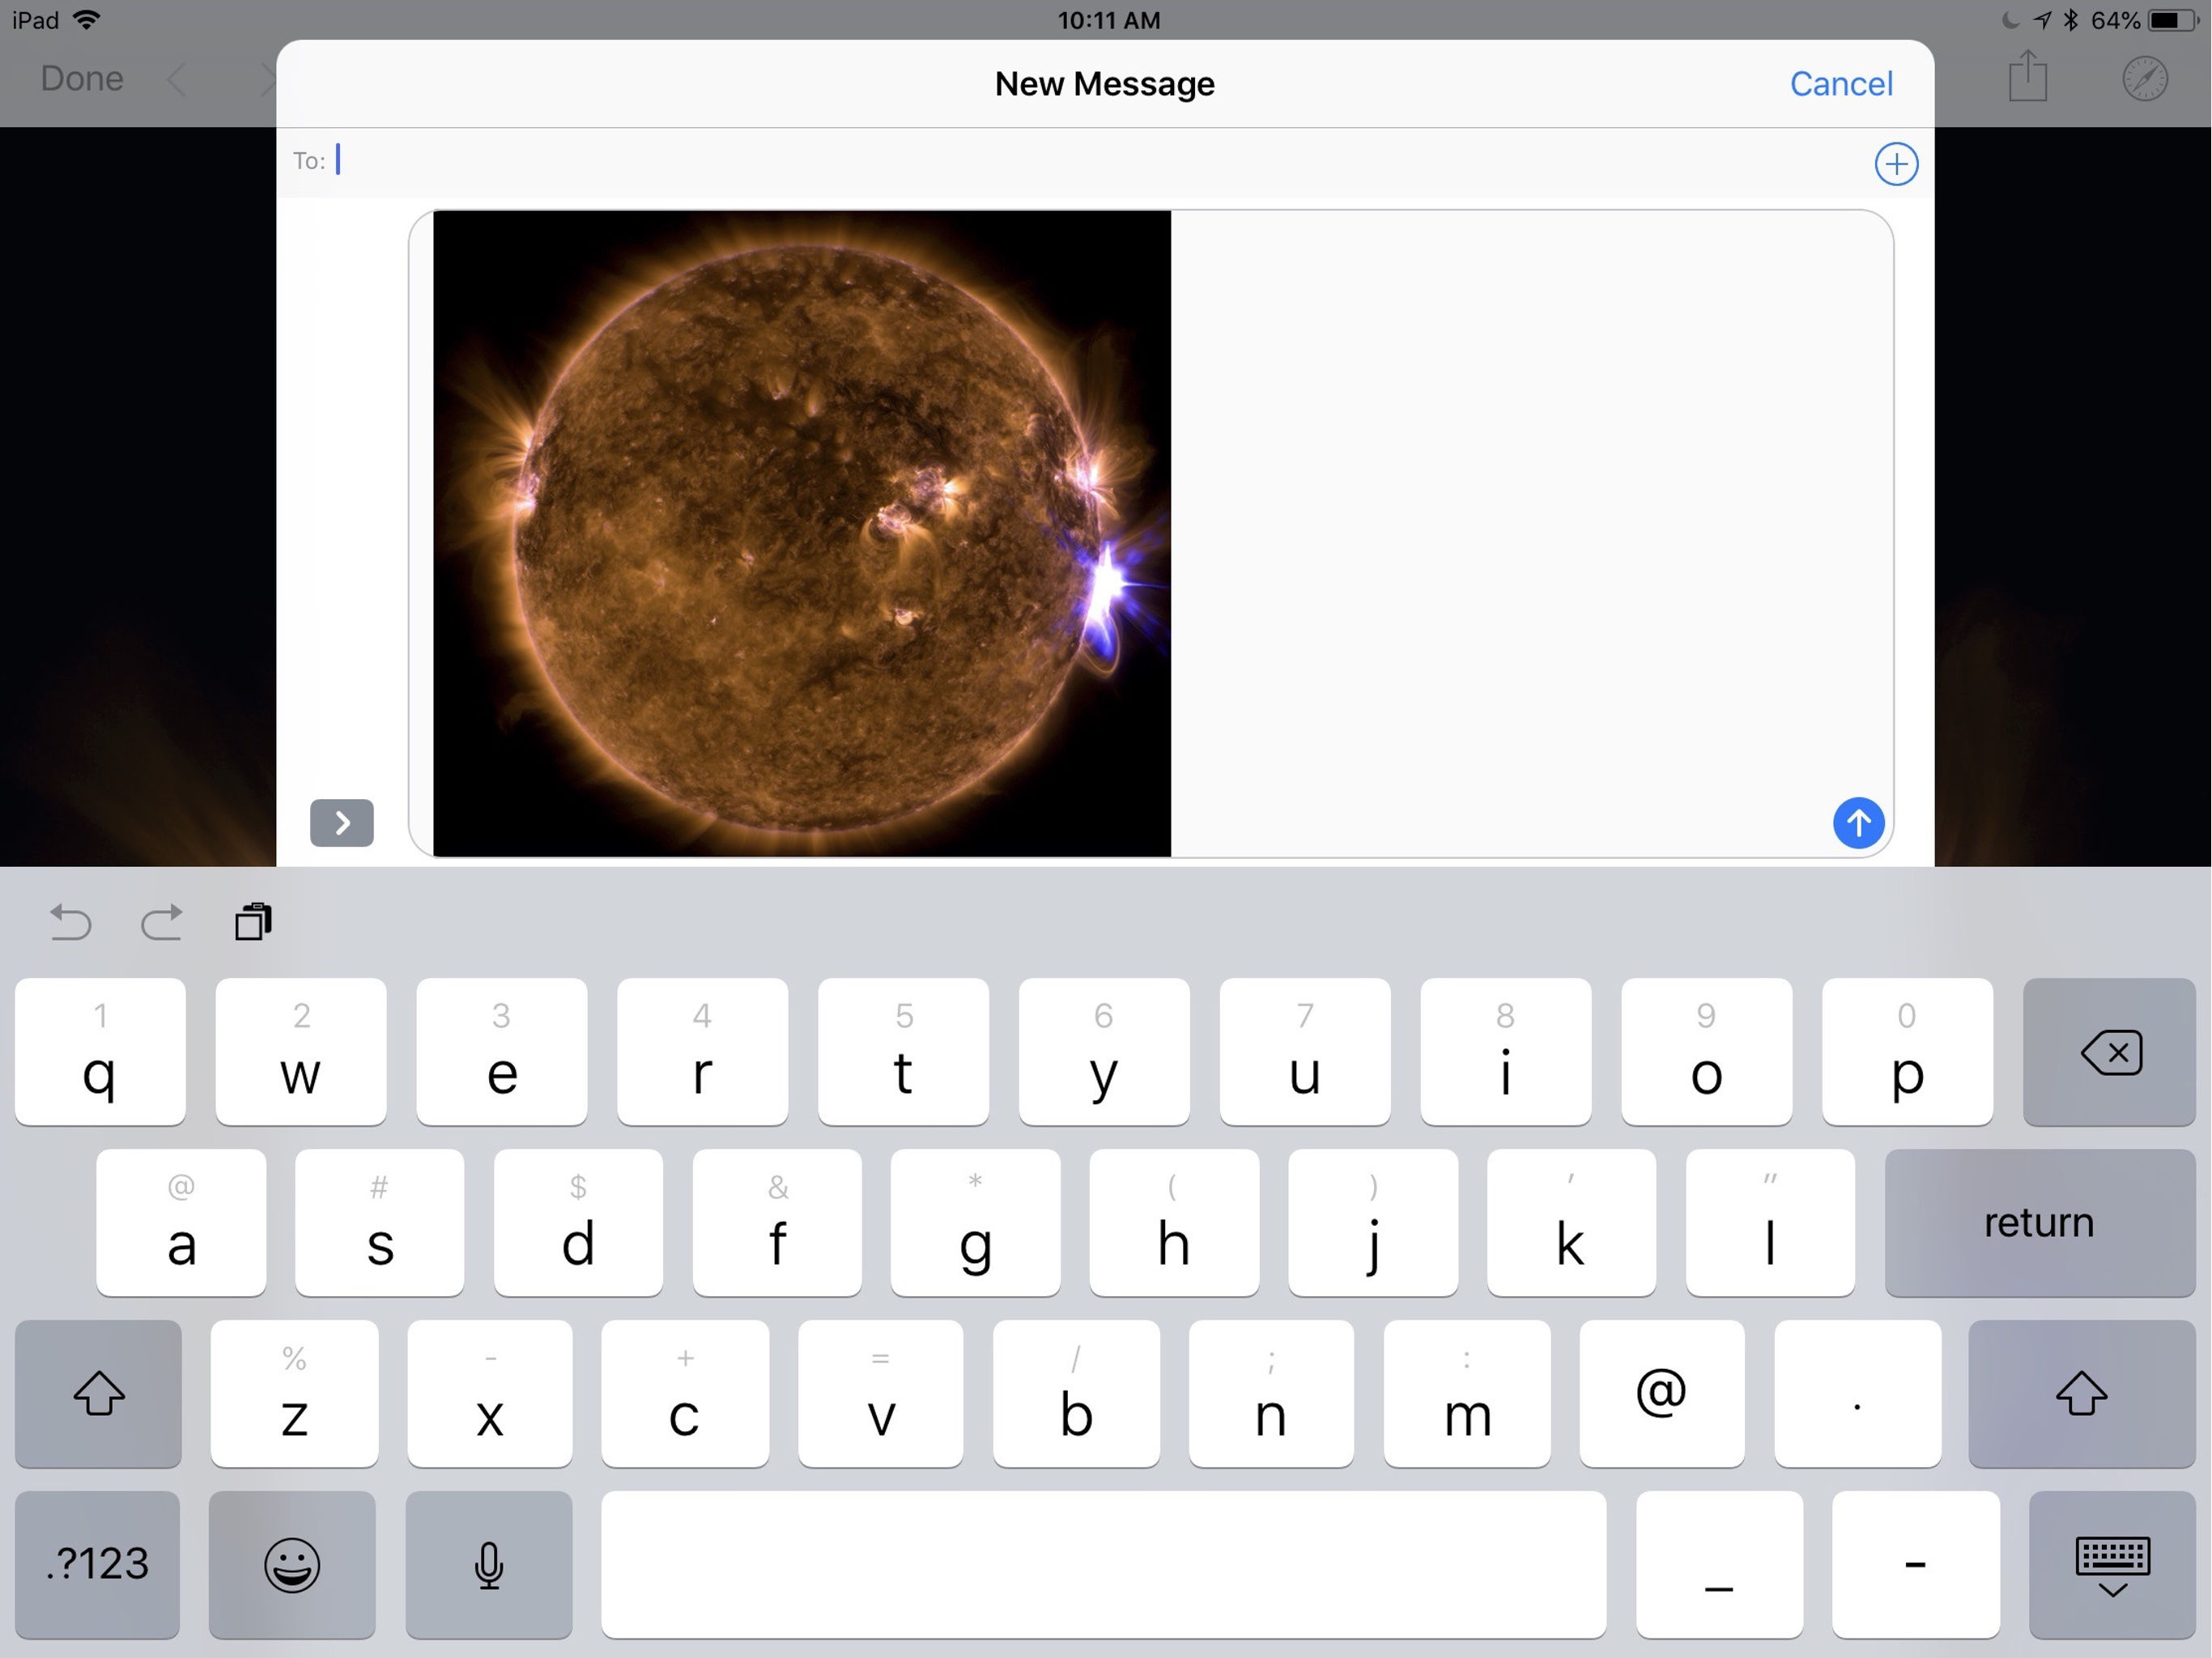 iPad 10:11 AM 64%
Done New Message Cancel
To:
1 2 3 4 5 6 7 8 9 0
q w e r t y u i o p
@ # $ & * ( ) ' "
a s d f g h j k l return
% - + = / ; :
z x c v b n m @ .
.?123 _ -